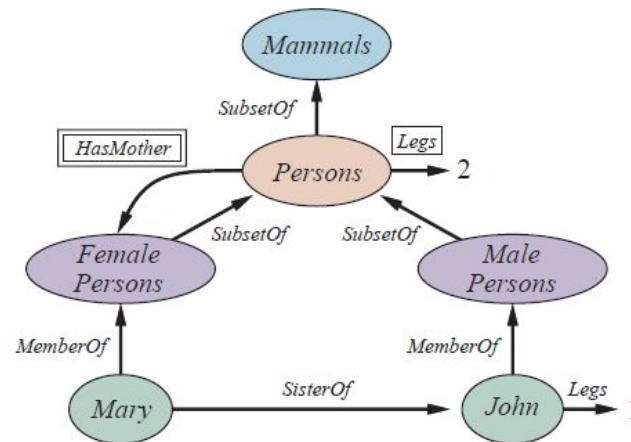 Mammals
SubsetOf
HasMother
Legs
Persons
2
SubsetOf
SubsetOf
Female
Persons
Male
Persons
MemberOf
MemberOf
SisterOf
Legs
Mary
John